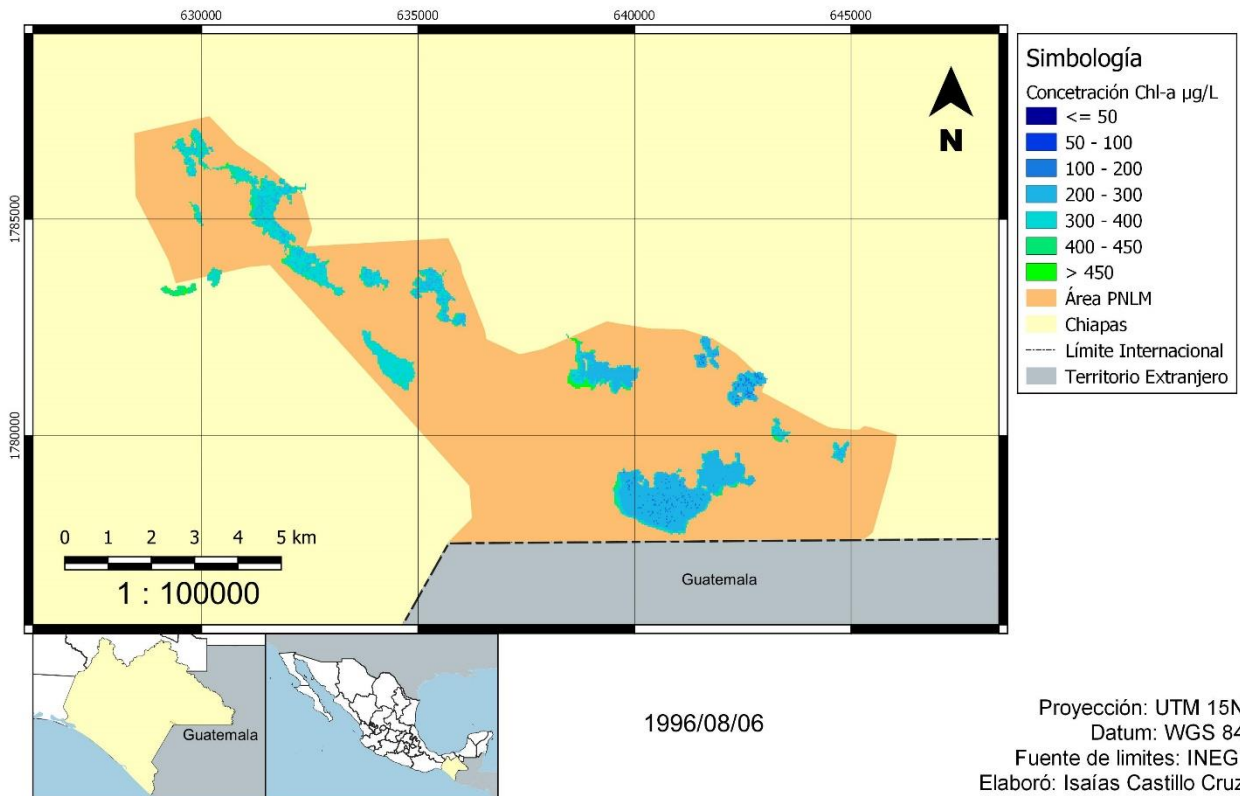 630000
635000
640000
645000
1785000
1780000
N
0 1 2 3 4 5 km
1 : 100000
Guatemala
Simbología
Concetración Chl-a µg/L
<= 50
50 - 100
100 - 200
200 - 300
300 - 400
400 - 450
> 450
Área PNLM
Chiapas
Límite Internacional
Territorio Extranjero
Guatemala
1996/08/06
Proyección: UTM 15N
Datum: WGS 84
Fuente de limites: INEG
Elaboró: Isaías Castillo Cruz